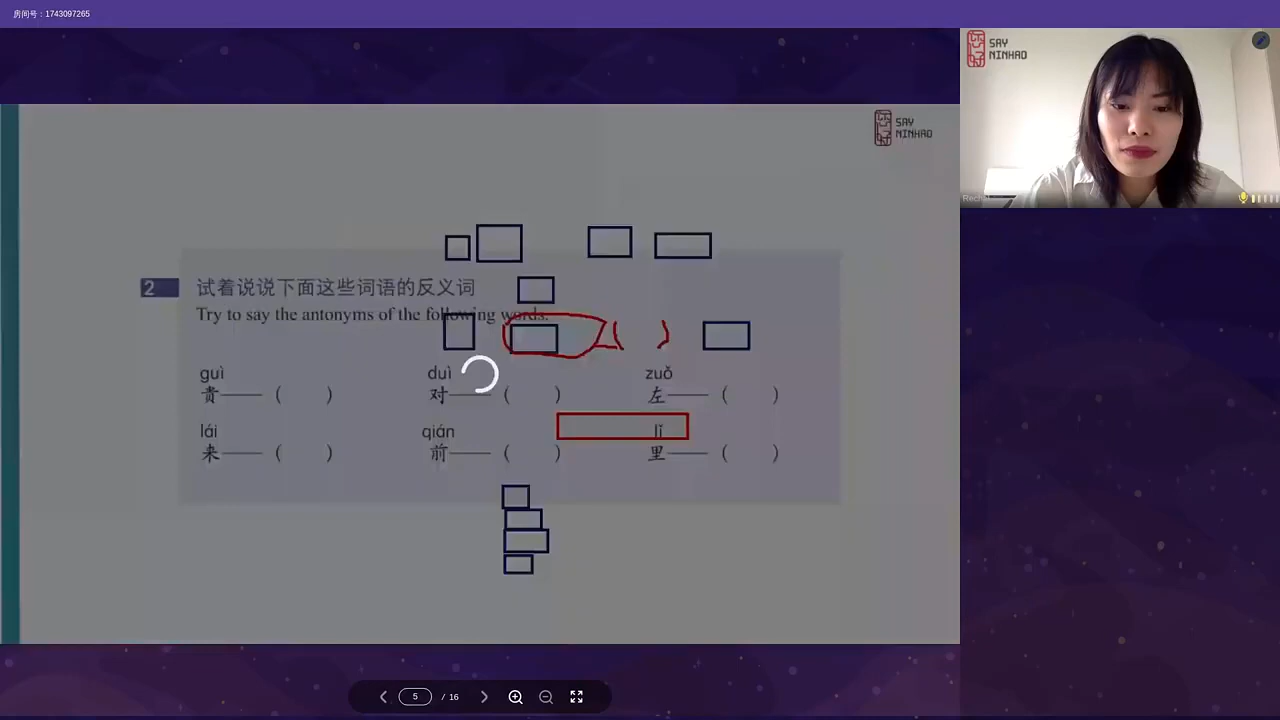 房间号：1743097265
SAY
NINHAO
SAY
NINHAO
2 试着说说下面这些词语的反义词
Try to say the antonyms of the following words.
guì duì zuǒ
贵——（ ） 对——（ ） 左——（ ）
lái qián lǐ
来——（ ） 前——（ ） 里——（ ）
5 / 16